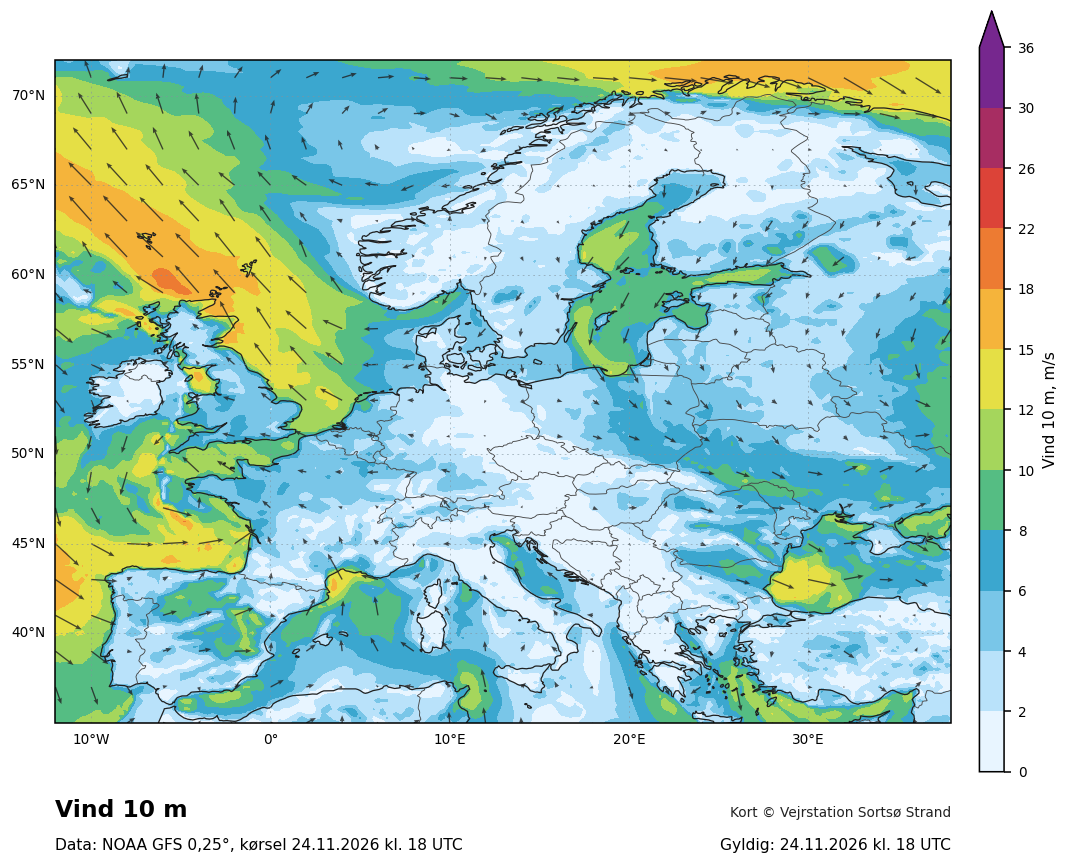 70°N
65°N
60°N
55°N
50°N
45°N
40°N
10°W
0°
10°E
20°E
30°E
36
30
26
22
18
15
12
10
8
6
4
2
0
Vind 10 m, m/s
Vind 10 m
Kort © Vejrstation Sortsø Strand
Data: NOAA GFS 0,25°, kørsel 24.11.2026 kl. 18 UTC
Gyldig: 24.11.2026 kl. 18 UTC